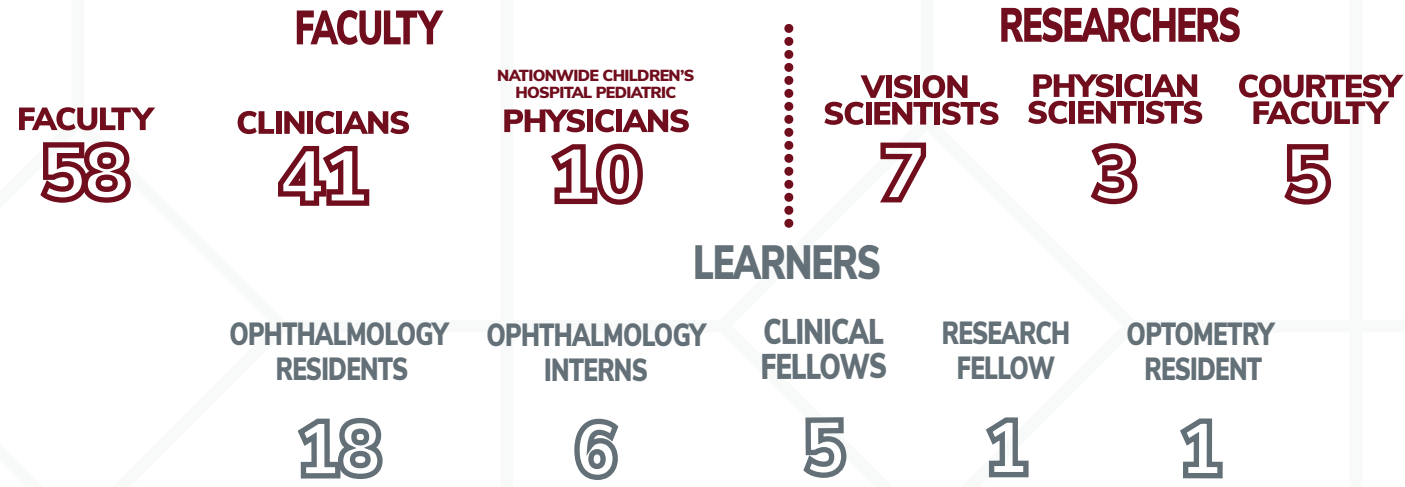 FACULTY
FACULTY
58
CLINICIANS
41
NATIONWIDE CHILDREN'S
HOSPITAL PEDIATRIC
PHYSICIANS
10
RESEARCHERS
VISION
SCIENTISTS
7
PHYSICIAN
SCIENTISTS
3
COURTESY
FACULTY
5
LEARNERS
OPHTHALMOLOGY
RESIDENTS
18
OPHTHALMOLOGY
INTERNS
6
CLINICAL
FELLOWS
5
RESEARCH
FELLOW
1
OPTOMETRY
RESIDENT
1